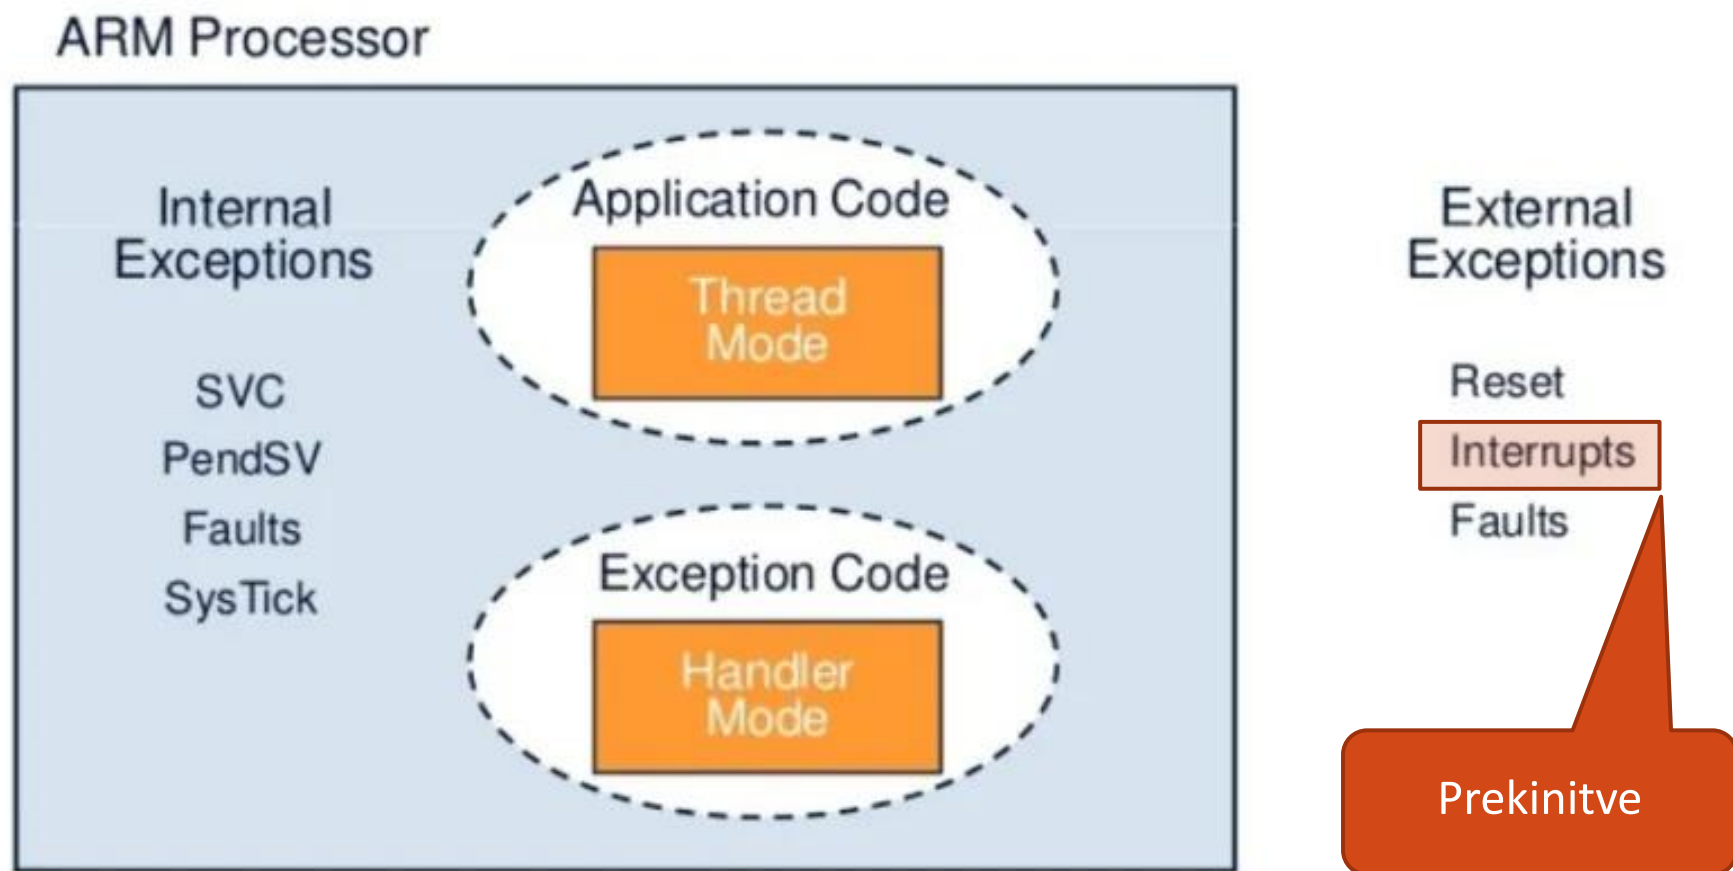 ARM Processor
Internal
Exceptions
SVC
PendSV
Faults
SysTick
Application Code
Thread
Mode
Exception Code
Handler
Mode
External
Exceptions
Reset
Interrupts
Faults
Prekinitve